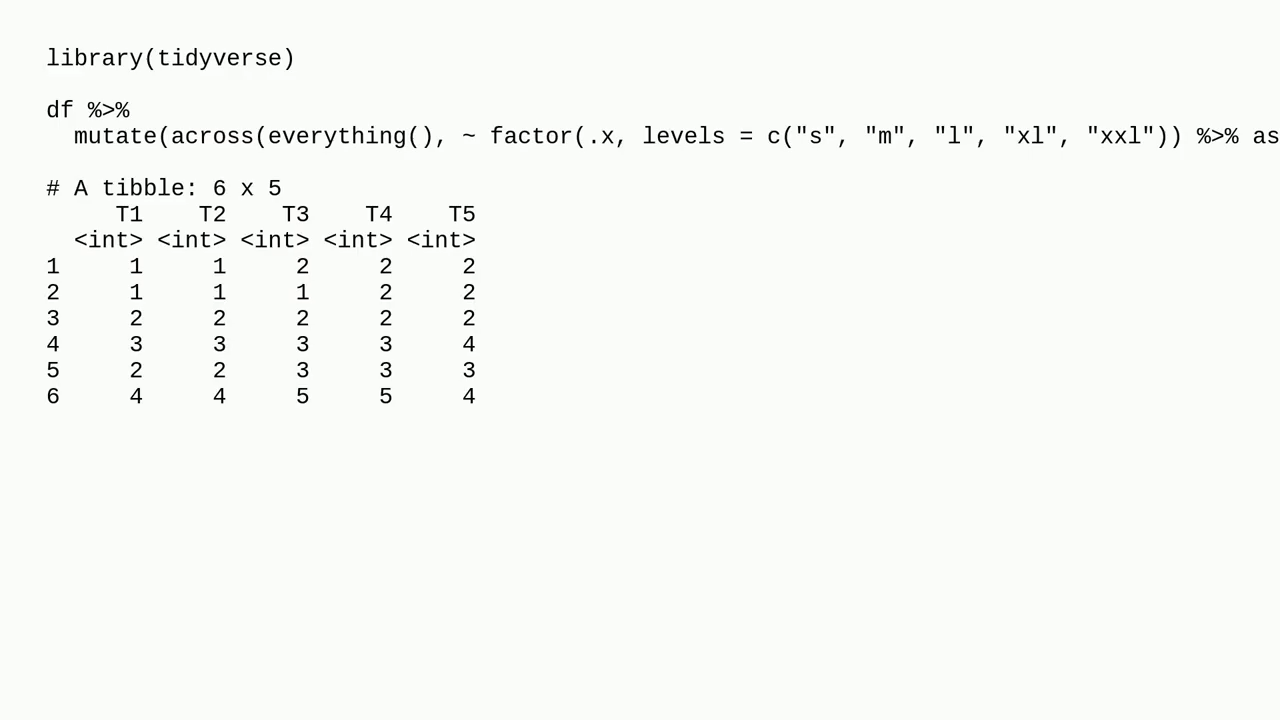 library(tidyverse)
df %>%
  mutate(across(everything(), ~ factor(.x, levels = c("s", "m", "l", "xl", "xxl")) %>% as
# A tibble: 6 x 5
     T1    T2    T3    T4    T5
  <int> <int> <int> <int> <int>
1     1     1     2     2     2
2     1     1     1     2     2
3     2     2     2     2     2
4     3     3     3     3     4
5     2     2     3     3     3
6     4     4     5     5     4